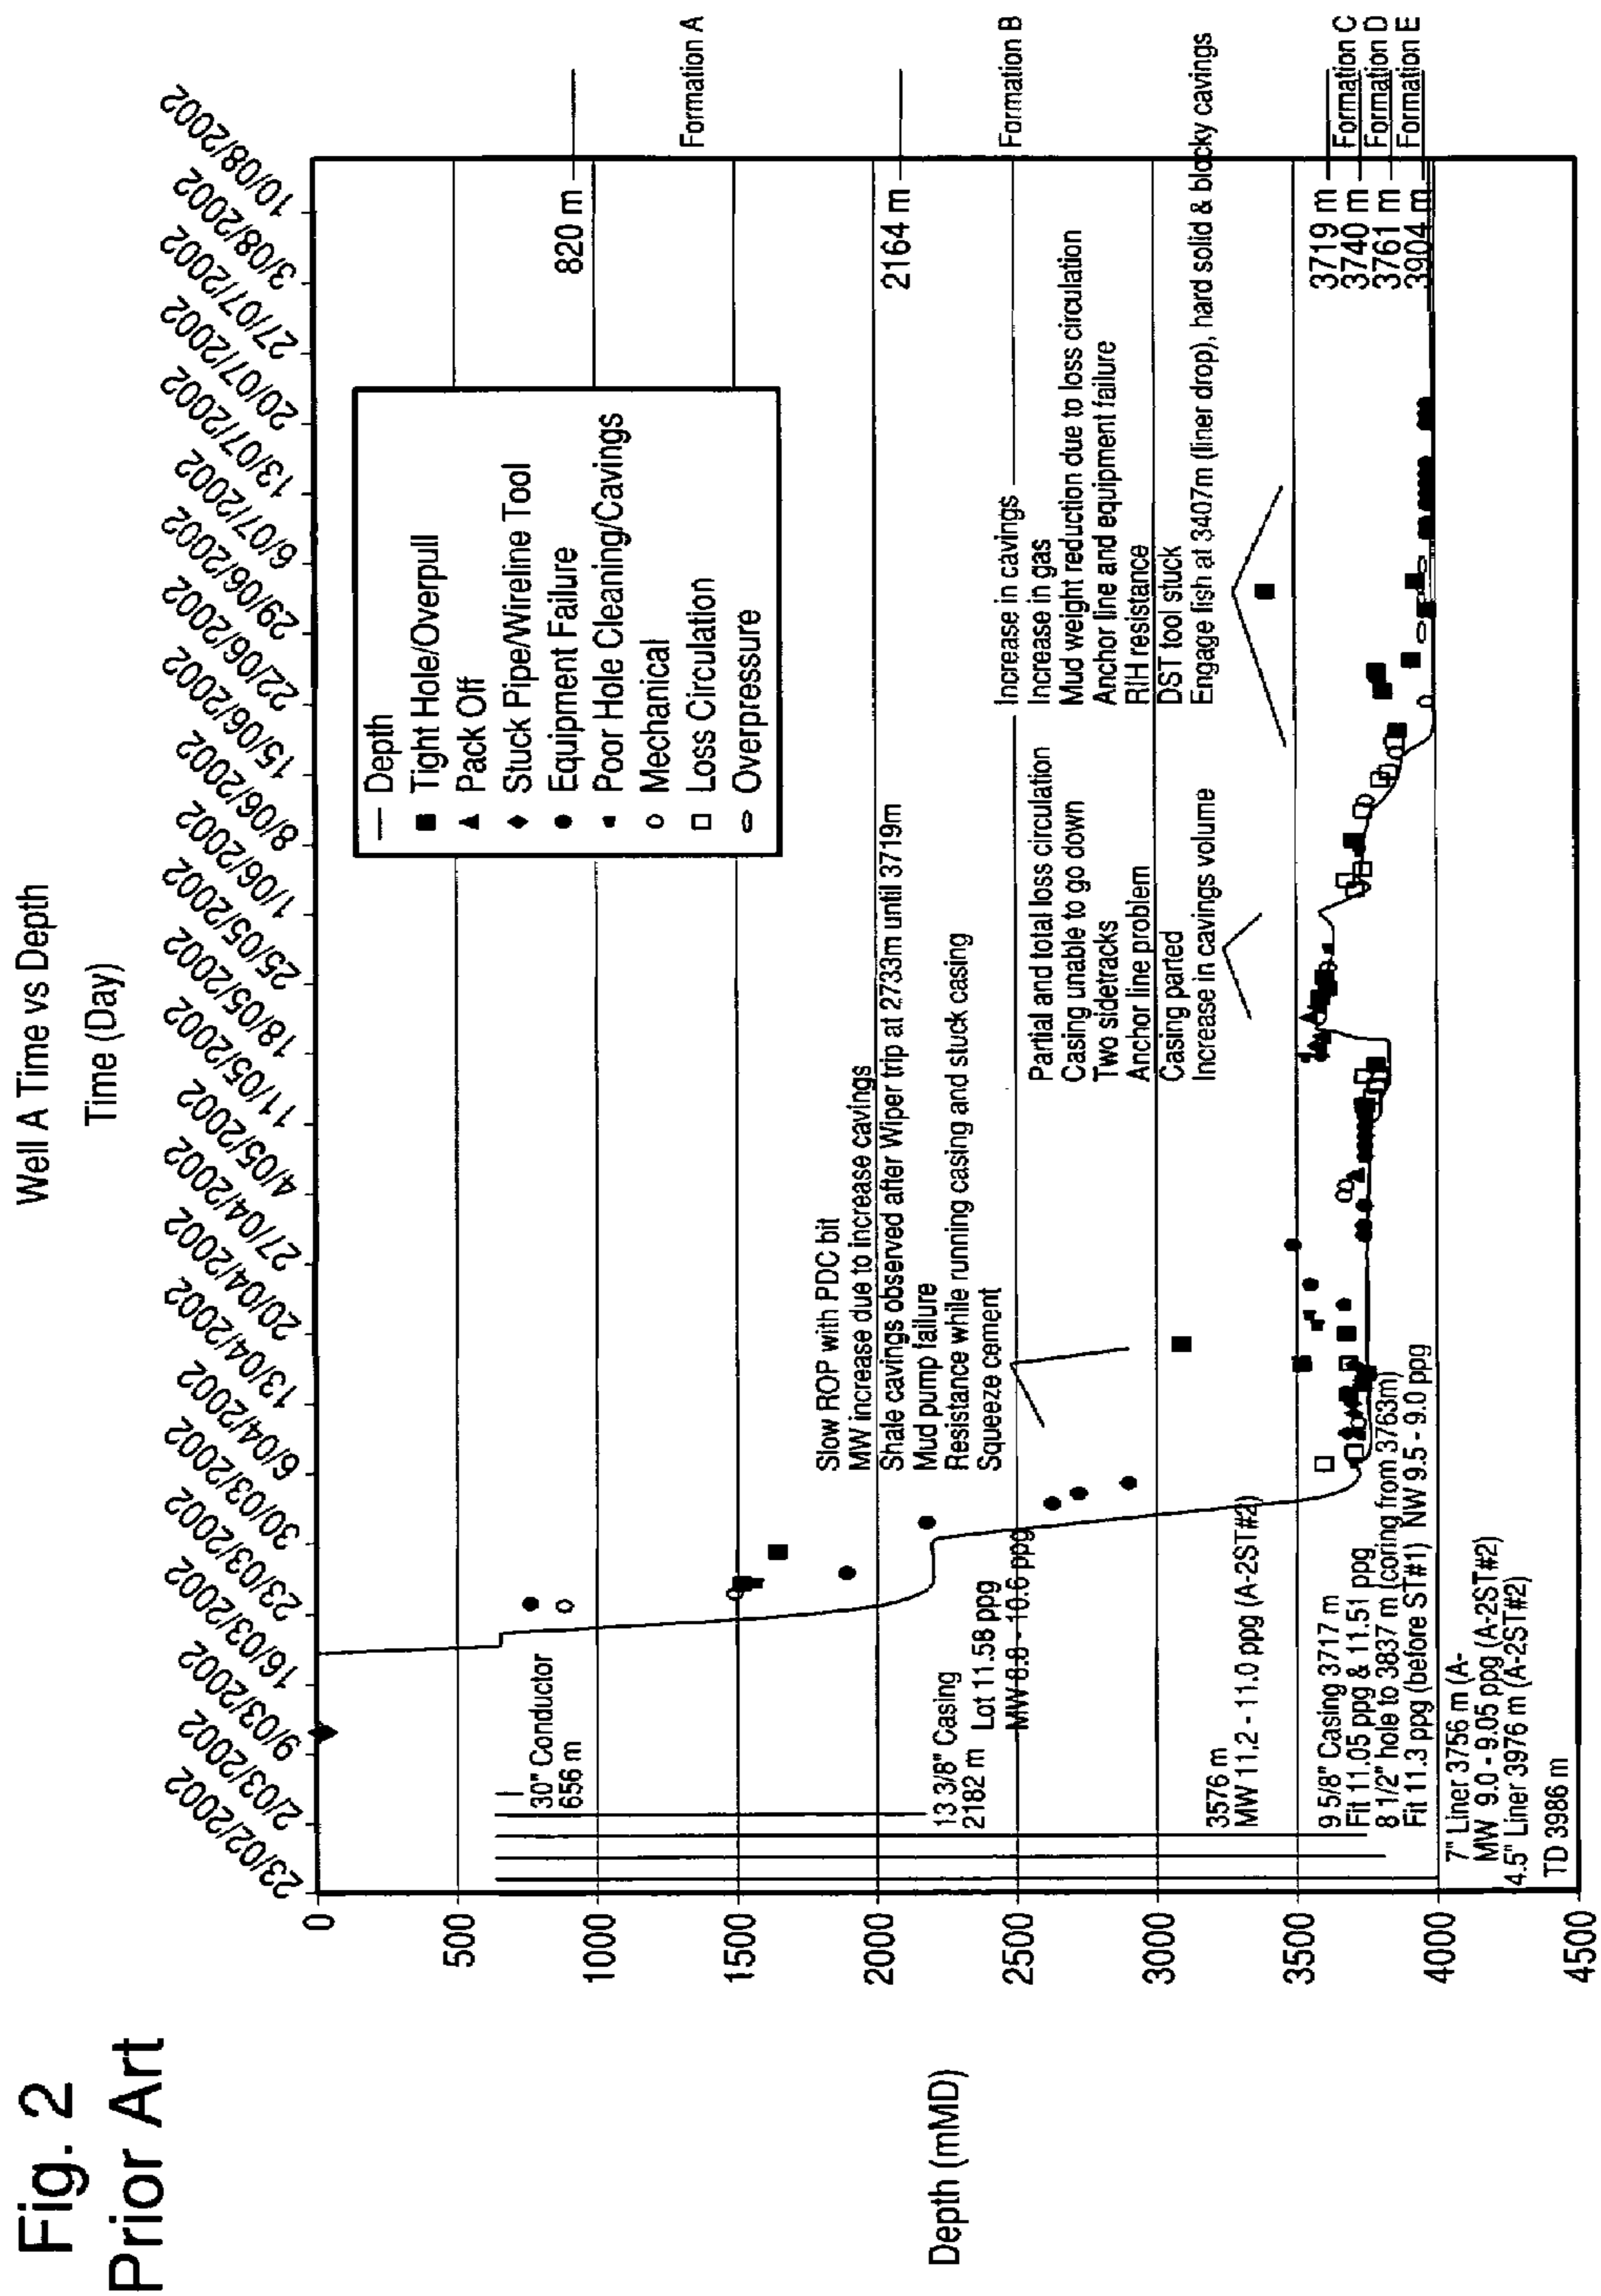 Fig. 2
Prior Art
Well A Time vs Depth
Time (Day)
23/02/2002
2/03/2002
9/03/2002
16/03/2002
23/03/2002
30/03/2002
6/04/2002
13/04/2002
20/04/2002
27/04/2002
4/05/2002
11/05/2002
18/05/2002
25/05/2002
1/06/2002
8/06/2002
15/06/2002
22/06/2002
29/06/2002
6/07/2002
13/07/2002
20/07/2002
27/07/2002
3/08/2002
10/08/2002
Depth (mMD)
0
500
1000
1500
2000
2500
3000
3500
4000
4500
Depth
Tight Hole/Overpull
Pack Off
Stuck Pipe/Wireline Tool
Equipment Failure
Poor Hole Cleaning/Cavings
Mechanical
Loss Circulation
Overpressure
820 m
2164 m
3719 m
3740 m
3761 m
3904 m
Formation A
Formation B
Formation C
Formation D
Formation E
30" Conductor
656 m
13 3/8" Casing
2182 m
Lot 11.58 ppg
MW 8.8 - 10.6 ppg
3576 m
MW 11.2 - 11.0 ppg (A-2ST#2)
9 5/8" Casing 3717 m
Fit 11.05 ppg & 11.51 ppg
8 1/2" hole to 3837 m (coring from 3763m)
Fit 11.3 ppg (before ST#1) NW 9.5 - 9.0 ppg
7" Liner 3756 m (A-
MW 9.0 - 9.05 ppg (A-2ST#2)
4.5" Liner 3976 m (A-2ST#2)
TD 3986 m
Slow ROP with PDC bit
MW increase due to increase cavings
Shale cavings observed after Wiper trip at 2733m until 3719m
Mud pump failure
Resistance while running casing and stuck casing
Squeeze cement
Partial and total loss circulation
Casing unable to go down
Two sidetracks
Anchor line problem
Casing parted
Increase in cavings volume
Increase in cavings
Increase in gas
Mud weight reduction due to loss circulation
Anchor line and equipment failure
RIH resistance
DST tool stuck
Engage fish at 3407m (liner drop), hard solid & blocky cavings